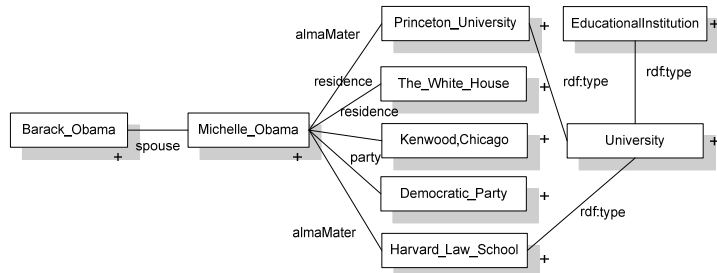 Princeton_University
EducationalInstitution
almaMater
rdf:type
rdf:type
residence
The_White_House
residence
Barack_Obama
spouse
Michelle_Obama
Kenwood,Chicago
University
party
Democratic_Party
rdf:type
almaMater
Harvard_Law_School
+
+
+
+
+
+
+
+
+